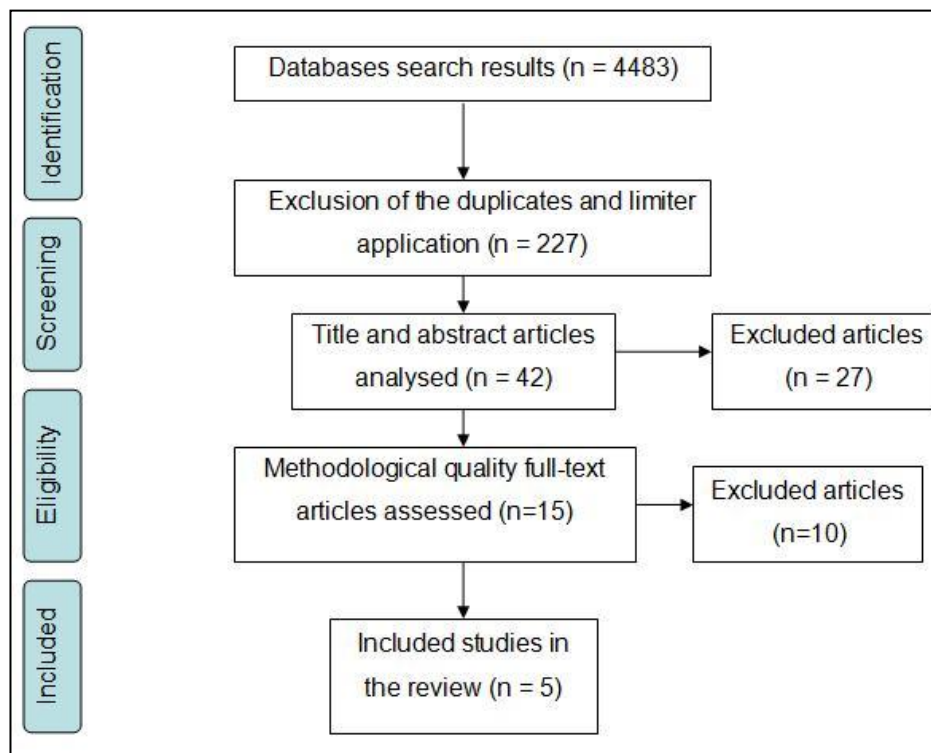 Identification
Databases search results (n = 4483)
Exclusion of the duplicates and limiter
application (n = 227)
Screening
Title and abstract articles
analysed (n = 42)
Excluded articles
(n = 27)
Eligibility
Methodological quality full-text
articles assessed (n=15)
Excluded articles
(n=10)
Included
Included studies in
the review (n = 5)